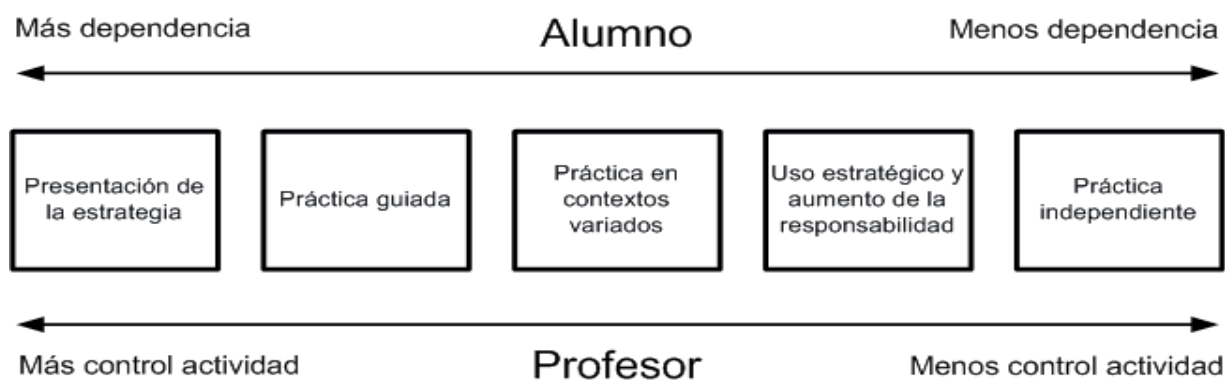 Más dependencia
Alumno
Menos dependencia
Presentación de
la estrategia
Práctica guiada
Práctica en
contextos
variados
Uso estratégico y
aumento de la
responsabilidad
Práctica
independiente
Más control actividad
Profesor
Menos control actividad